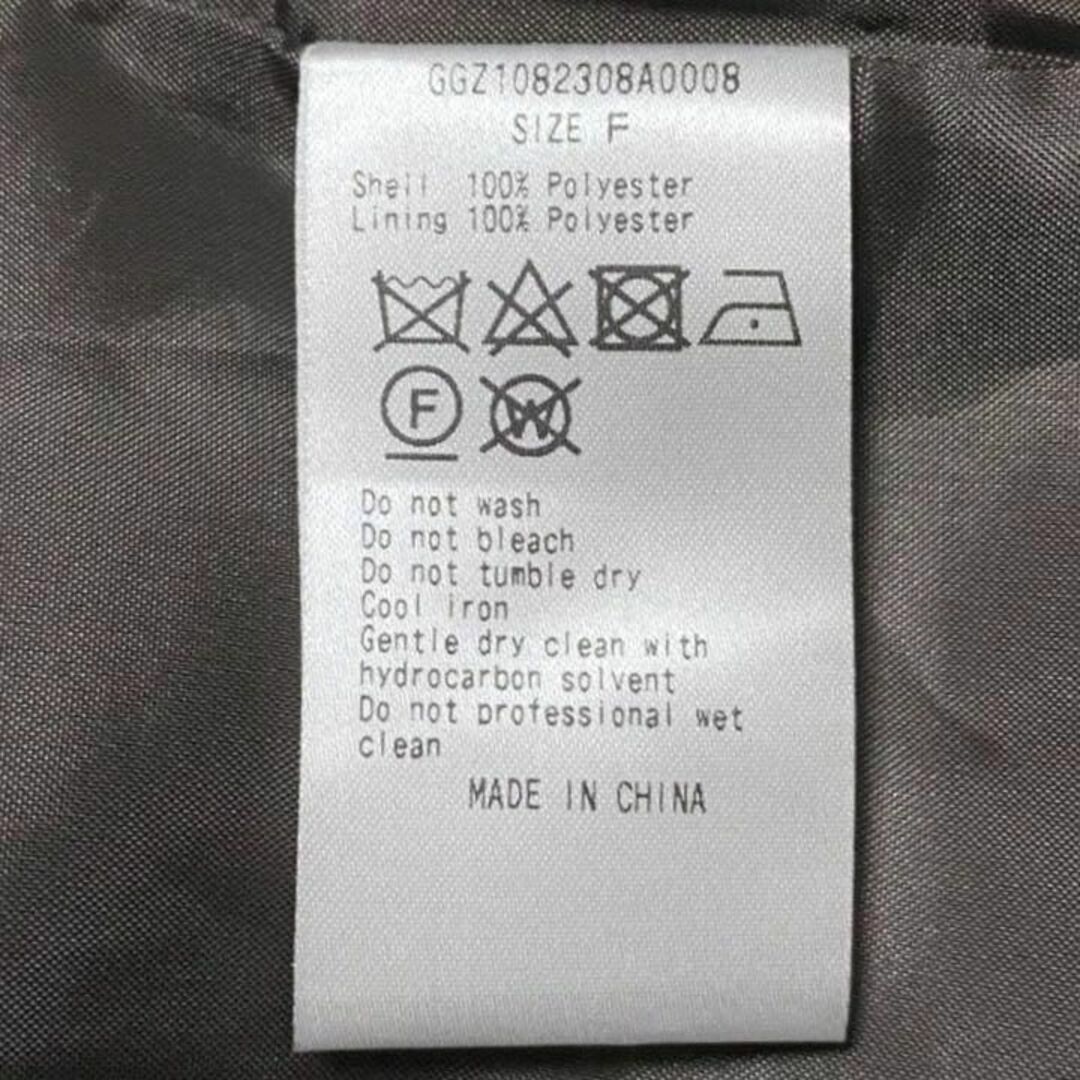 GGZ1082308A0008
SIZE F
Shell 100% Polyester
Lining 100% Polyester
F W
Do not wash
Do not bleach
Do not tumble dry
Cool iron
Gentle dry clean with
hydrocarbon solvent
Do not professional wet
clean
MADE IN CHINA